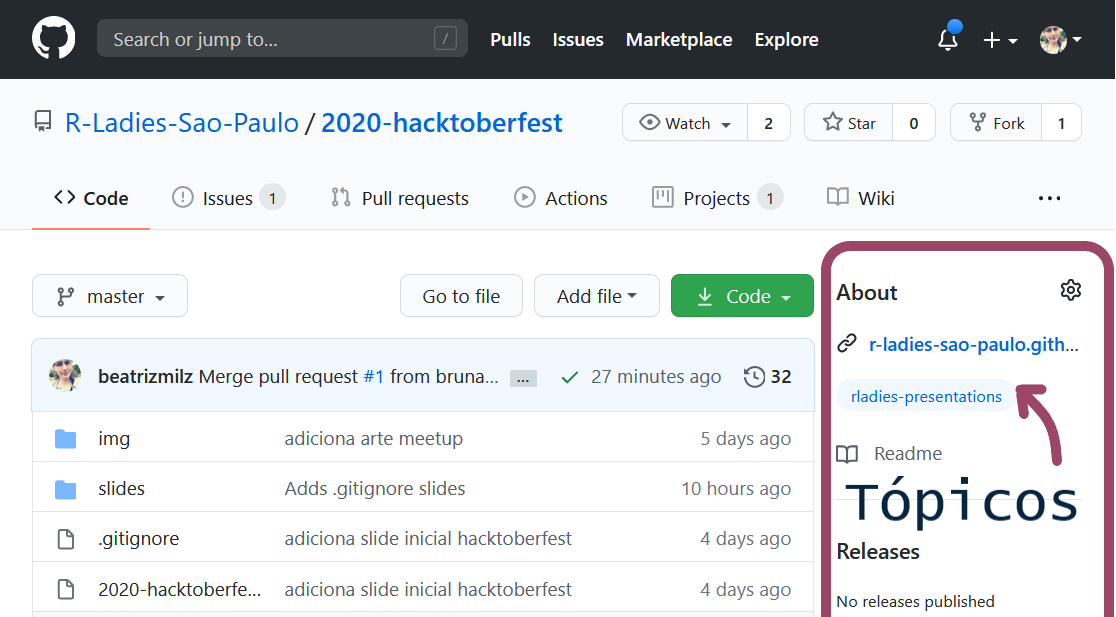 Search or jump to... /
Pulls Issues Marketplace Explore
R-Ladies-Sao-Paulo / 2020-hacktoberfest
Watch 2 Star 0 Fork 1
Code Issues 1 Pull requests Actions Projects 1 Wiki ...
master Go to file Add file Code
beatrizmilz Merge pull request #1 from bruna... ... 27 minutes ago 32
img adiciona arte meetup 5 days ago
slides Adds .gitignore slides 10 hours ago
.gitignore adiciona slide inicial hacktoberfest 4 days ago
2020-hacktoberfe... adiciona slide inicial hacktoberfest 4 days ago
About
r-ladies-sao-paulo.gith...
rladies-presentations
Readme
Tópicos
Releases
No releases published